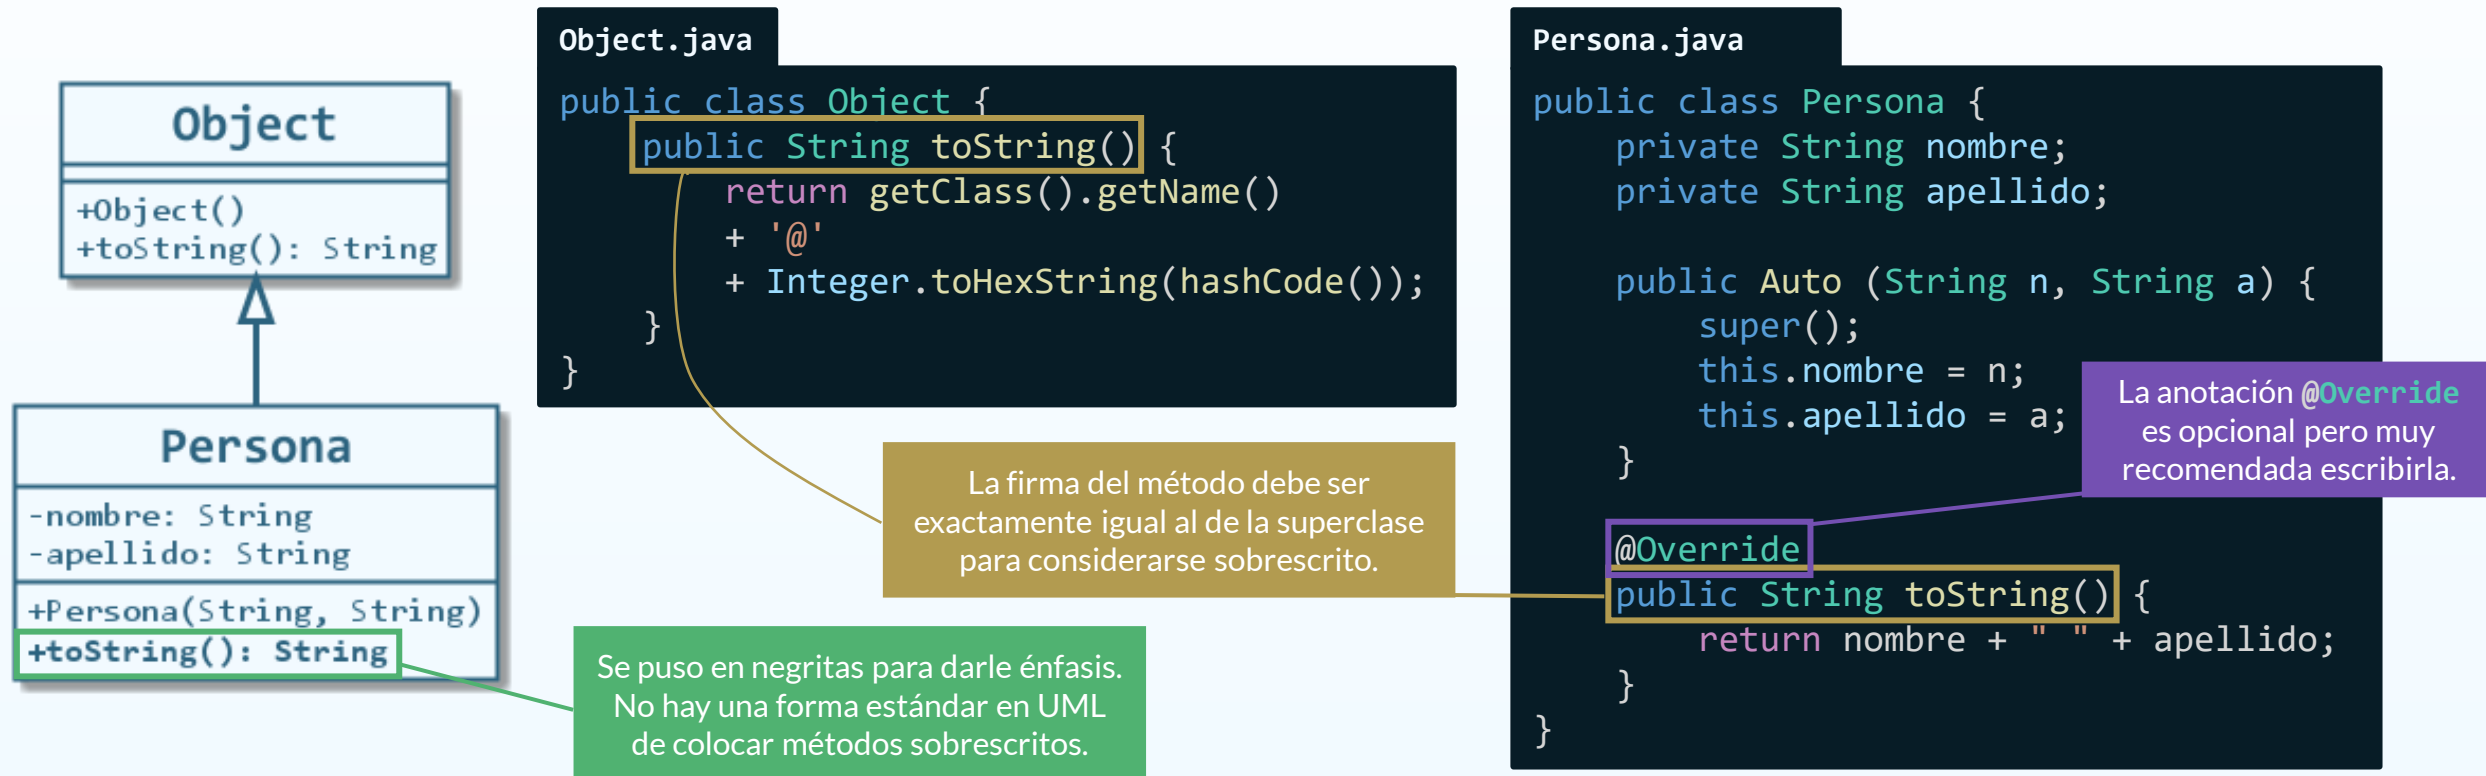 Object
+Object()
+toString(): String
Persona
-nombre: String
-apellido: String
+Persona(String, String)
+toString(): String
Object.java
public class Object {
public String toString() {
return getClass().getName()
+ '@'
+ Integer.toHexString(hashCode());
}
}
La firma del método debe ser
exactamente igual al de la superclase
para considerarse sobrescrito.
Se puso en negritas para darle énfasis.
No hay una forma estándar en UML
de colocar métodos sobrescritos.
Persona.java
public class Persona {
private String nombre;
private String apellido;
public Auto (String n, String a) {
super();
this.nombre = n;
this.apellido = a;
}
@Override
public String toString() {
return nombre + " " + apellido;
}
}
La anotación @Override
es opcional pero muy
recomendada escribirla.